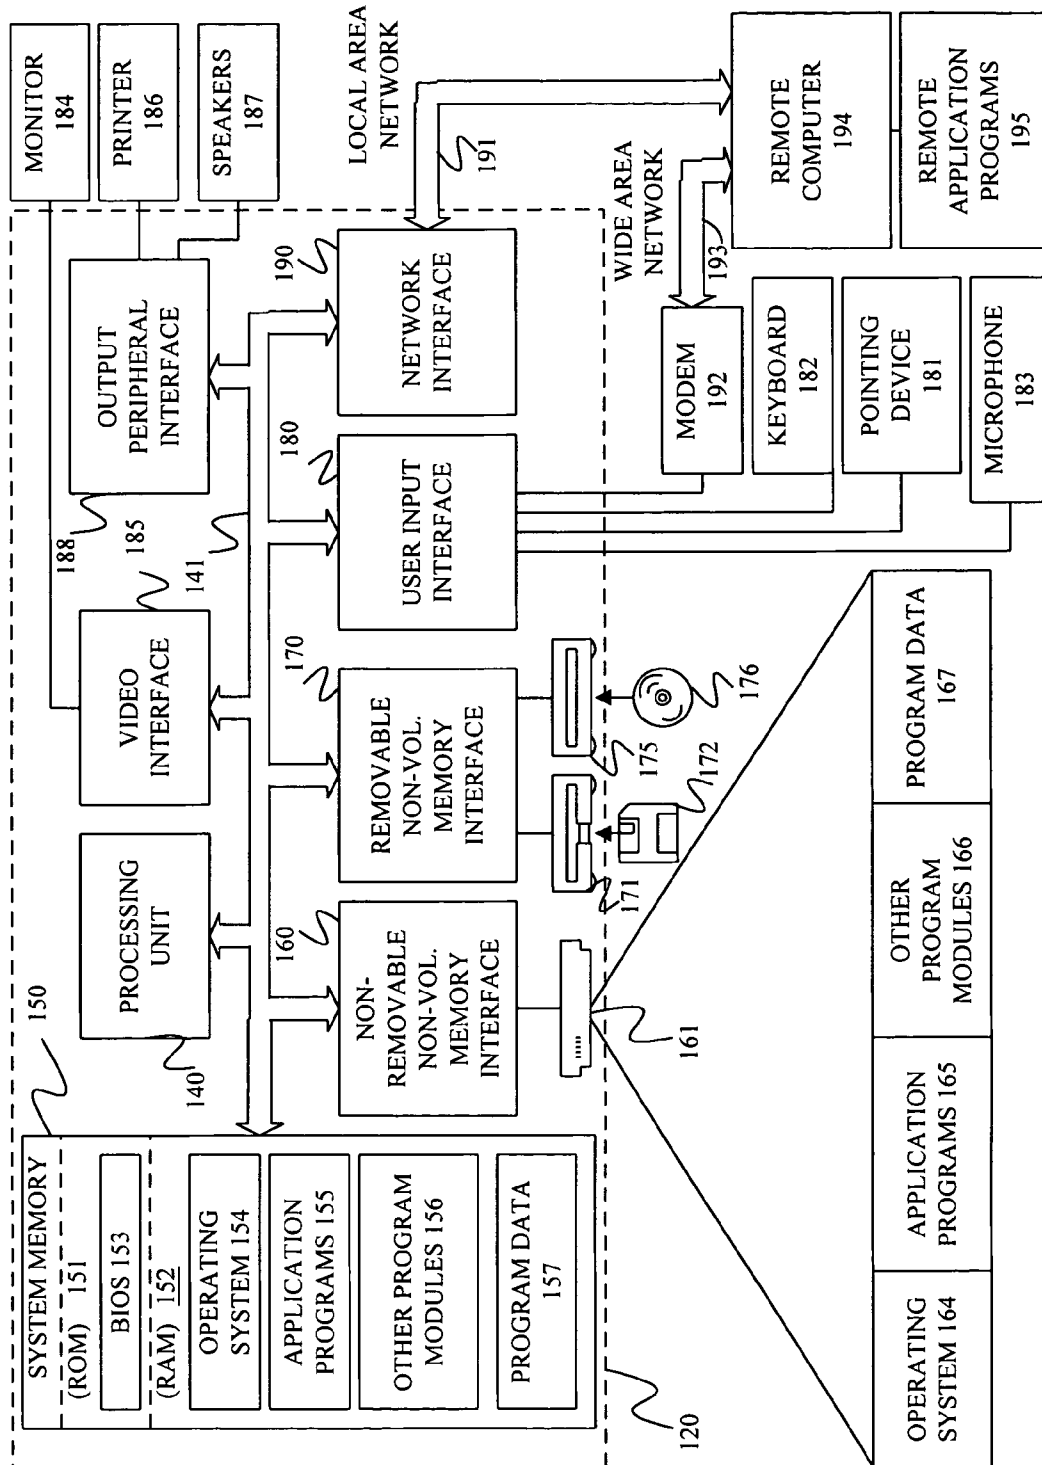 SYSTEM MEMORY
(ROM) 151
BIOS 153
(RAM) 152
OPERATING
SYSTEM 154
APPLICATION
PROGRAMS 155
OTHER PROGRAM
MODULES 156
PROGRAM DATA
157
150
120
PROCESSING
UNIT
140
VIDEO
INTERFACE
185
OUTPUT
PERIPHERAL
INTERFACE
188
141
MONITOR
184
PRINTER
186
SPEAKERS
187
NON-
REMOVABLE
NON-VOL.
MEMORY
INTERFACE
160
REMOVABLE
NON-VOL.
MEMORY
INTERFACE
170
USER INPUT
INTERFACE
180
NETWORK
INTERFACE
190
LOCAL AREA
NETWORK
191
161
171
172
175
176
WIDE AREA
NETWORK
193
MODEM
192
KEYBOARD
182
POINTING
DEVICE
181
MICROPHONE
183
REMOTE
COMPUTER
194
REMOTE
APPLICATION
PROGRAMS
195
OPERATING
SYSTEM 164
APPLICATION
PROGRAMS 165
OTHER
PROGRAM
MODULES 166
PROGRAM DATA
167